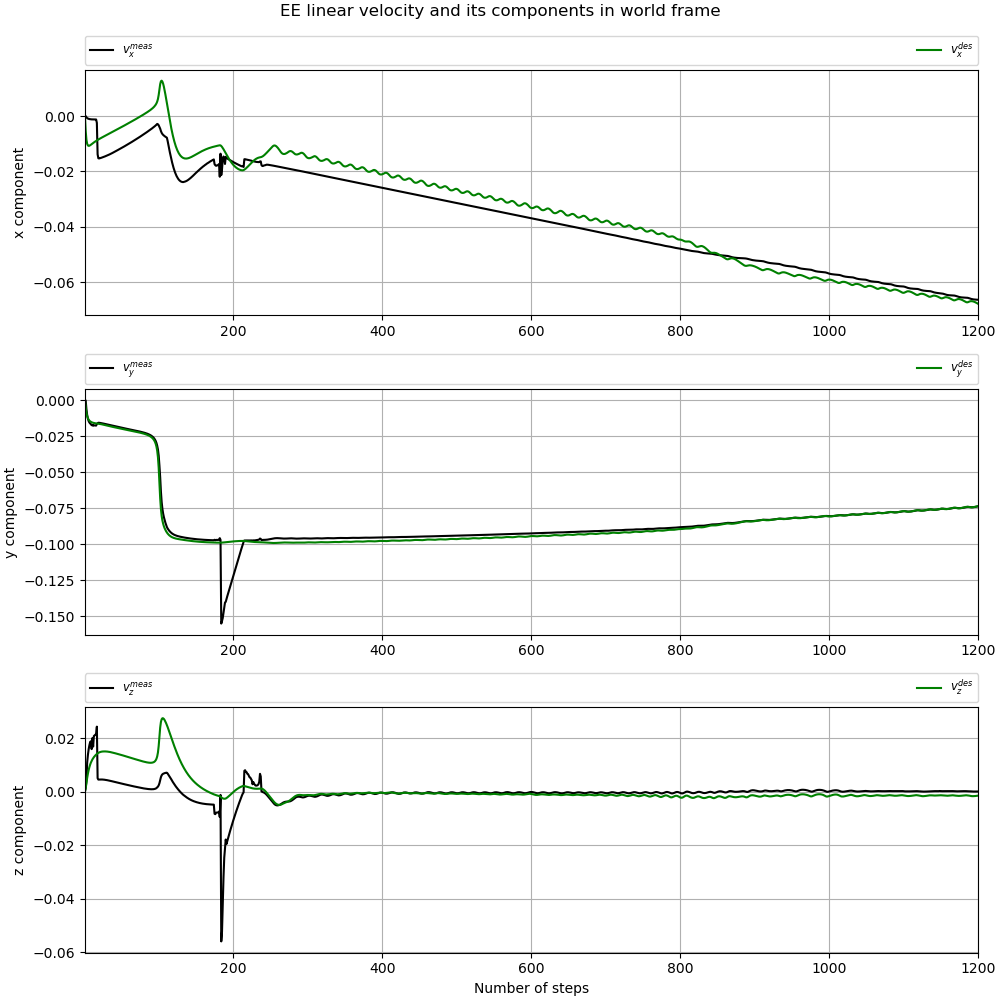 EE linear velocity and its components in world frame
v_x^{meas} v_x^{des}
0.00
−0.02
−0.04
−0.06
x component
200 400 600 800 1000 1200
v_y^{meas} v_y^{des}
0.000
−0.025
−0.050
−0.075
−0.100
−0.125
−0.150
y component
200 400 600 800 1000 1200
v_z^{meas} v_z^{des}
0.02
0.00
−0.02
−0.04
−0.06
z component
200 400 600 800 1000 1200
Number of steps